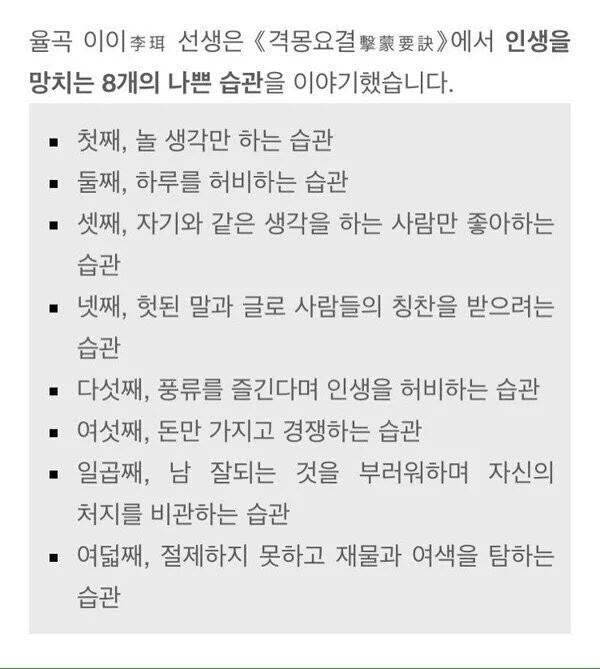 율곡 이이李珥 선생은 《격몽요결擊蒙要訣》에서 인생을
망치는 8개의 나쁜 습관을 이야기했습니다.
▪ 첫째, 놀 생각만 하는 습관
▪ 둘째, 하루를 허비하는 습관
▪ 셋째, 자기와 같은 생각을 하는 사람만 좋아하는
습관
▪ 넷째, 헛된 말과 글로 사람들의 칭찬을 받으려는
습관
▪ 다섯째, 풍류를 즐긴다며 인생을 허비하는 습관
▪ 여섯째, 돈만 가지고 경쟁하는 습관
▪ 일곱째, 남 잘되는 것을 부러워하며 자신의
처지를 비관하는 습관
▪ 여덟째, 절제하지 못하고 재물과 여색을 탐하는
습관